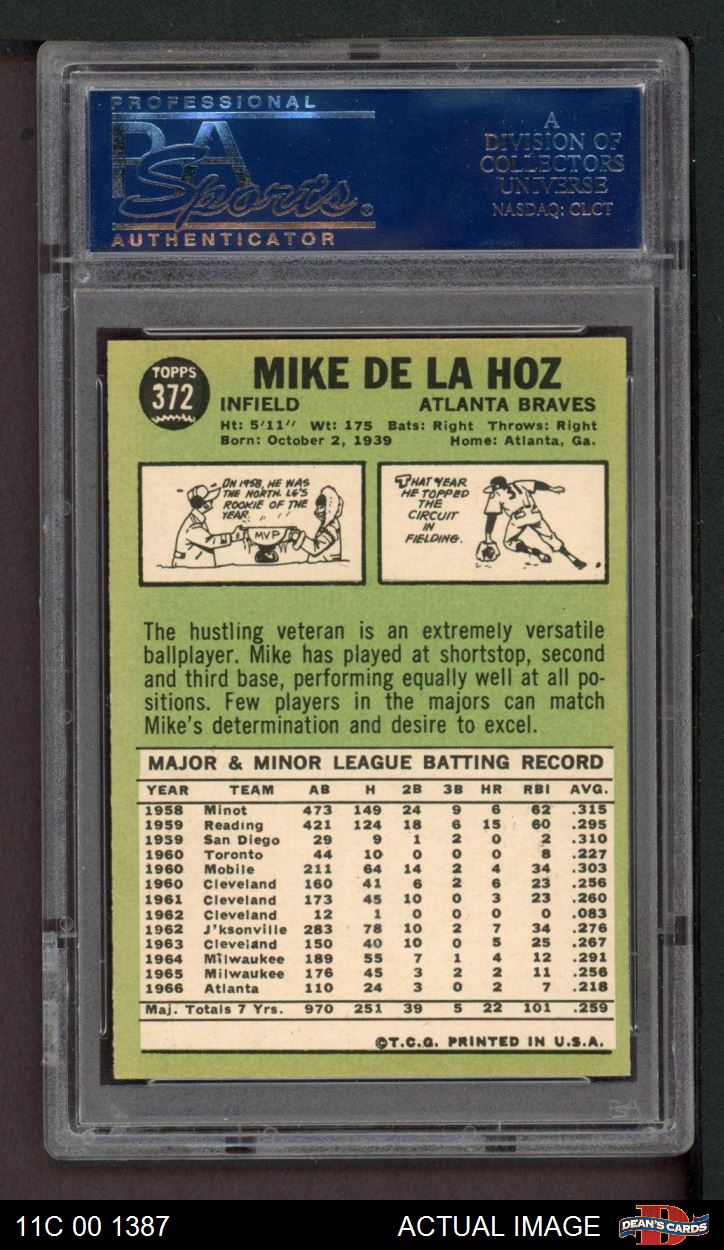 PROFESSIONAL
PSA
Sports®
AUTHENTICATOR
A
DIVISION OF
COLLECTORS
UNIVERSE
NASDAQ: CLCT
TOPPS
372
MIKE DE LA HOZ
INFIELD ATLANTA BRAVES
Ht: 5'11" Wt: 175 Bats: Right Throws: Right
Born: October 2, 1939 Home: Atlanta, Ga.
ON 1958, HE WAS
THE NORTH. LG'S
ROOKIE OF THE
YEAR.
MVP
THAT YEAR
HE TOPPED
THE
CIRCUIT
IN
FIELDING.
The hustling veteran is an extremely versatile
ballplayer. Mike has played at shortstop, second
and third base, performing equally well at all po-
sitions. Few players in the majors can match
Mike's determination and desire to excel.
MAJOR & MINOR LEAGUE BATTING RECORD
YEAR TEAM AB H 2B 3B HR RBI AVG.
1958 Minot 473 149 24 9 6 62 .315
1959 Reading 421 124 18 6 15 60 .295
1959 San Diego 29 9 1 2 0 2 .310
1960 Toronto 44 10 0 0 0 8 .227
1960 Mobile 211 64 14 2 4 34 .303
1960 Cleveland 160 41 6 2 6 23 .256
1961 Cleveland 173 45 10 0 3 23 .260
1962 Cleveland 12 1 0 0 0 0 .083
1962 J'ksonville 283 78 10 2 7 34 .276
1963 Cleveland 150 40 10 0 5 25 .267
1964 Milwaukee 189 55 7 1 4 12 .291
1965 Milwaukee 176 45 3 2 2 11 .256
1966 Atlanta 110 24 3 0 2 7 .218
Maj. Totals 7 Yrs. 970 251 39 5 22 101 .259
©T.C.G. PRINTED IN U.S.A.
PSA
11C 00 1387 ACTUAL IMAGE
DEAN'S CARDS